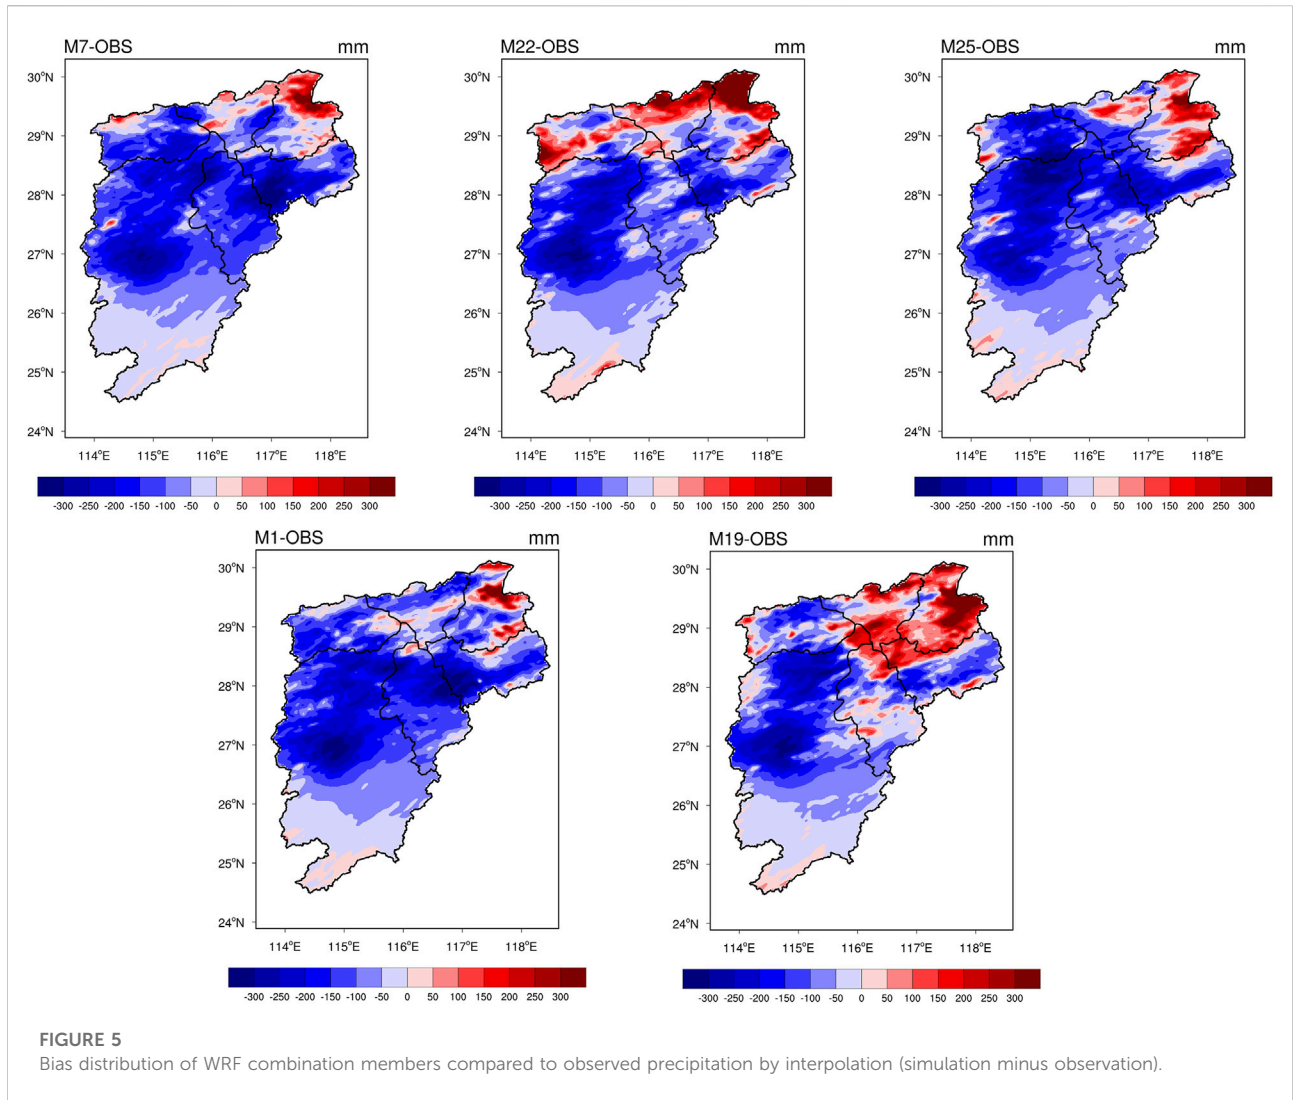 M7-OBS mm
M22-OBS mm
M25-OBS mm
30°N
29°N
28°N
27°N
26°N
25°N
24°N
114°E 115°E 116°E 117°E 118°E
-300 -250 -200 -150 -100 -50 0 50 100 150 200 250 300
30°N
29°N
28°N
27°N
26°N
25°N
24°N
114°E 115°E 116°E 117°E 118°E
-300 -250 -200 -150 -100 -50 0 50 100 150 200 250 300
30°N
29°N
28°N
27°N
26°N
25°N
24°N
114°E 115°E 116°E 117°E 118°E
-300 -250 -200 -150 -100 -50 0 50 100 150 200 250 300
M1-OBS mm
30°N
29°N
28°N
27°N
26°N
25°N
24°N
114°E 115°E 116°E 117°E 118°E
-300 -250 -200 -150 -100 -50 0 50 100 150 200 250 300
M19-OBS mm
30°N
29°N
28°N
27°N
26°N
25°N
24°N
114°E 115°E 116°E 117°E 118°E
-300 -250 -200 -150 -100 -50 0 50 100 150 200 250 300
FIGURE 5
Bias distribution of WRF combination members compared to observed precipitation by interpolation (simulation minus observation).